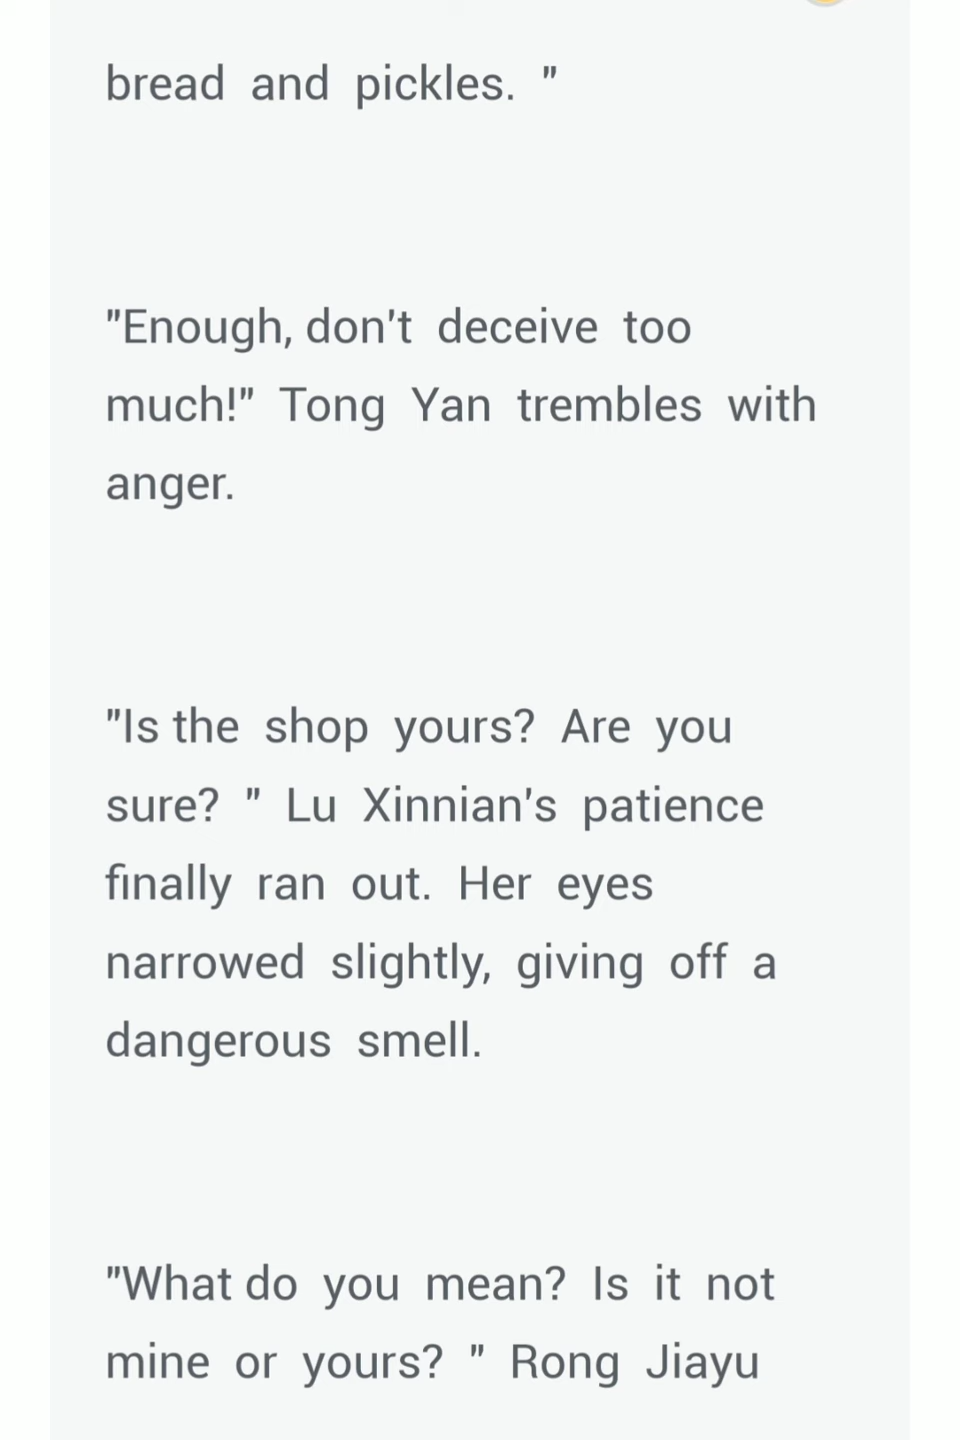 bread and pickles. "
"Enough, don't deceive too
much!" Tong Yan trembles with
anger.
"Is the shop yours? Are you
sure? " Lu Xinnian's patience
finally ran out. Her eyes
narrowed slightly, giving off a
dangerous smell.
"What do you mean? Is it not
mine or yours? " Rong Jiayu